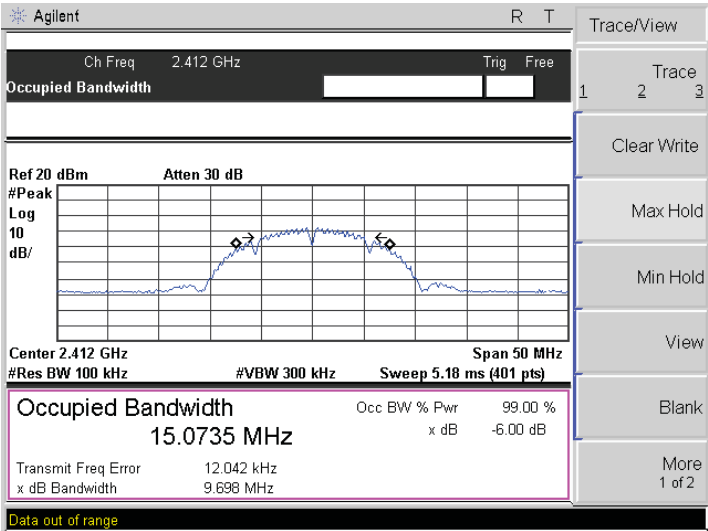 Agilent R T
Ch Freq 2.412 GHz Trig Free
Occupied Bandwidth
Ref 20 dBm Atten 30 dB
#Peak
Log
10
dB/
Center 2.412 GHz Span 50 MHz
#Res BW 100 kHz #VBW 300 kHz Sweep 5.18 ms (401 pts)
Occupied Bandwidth
15.0735 MHz
Occ BW % Pwr 99.00 %
x dB -6.00 dB
Transmit Freq Error 12.042 kHz
x dB Bandwidth 9.698 MHz
Data out of range
Trace/View
Trace
1 2 3
Clear Write
Max Hold
Min Hold
View
Blank
More
1 of 2